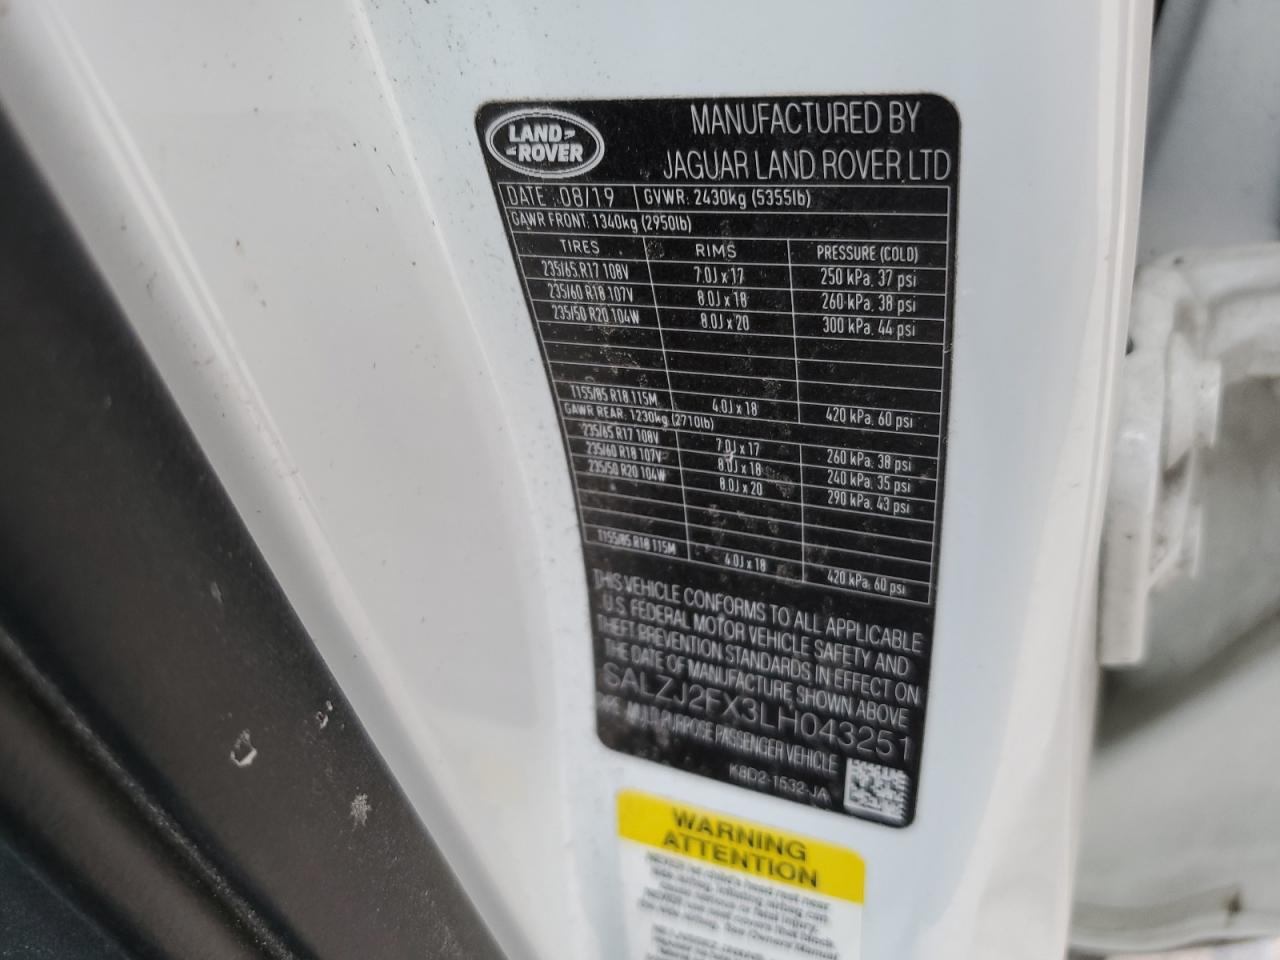 LAND ROVER
MANUFACTURED BY
JAGUAR LAND ROVER LTD
DATE 08/19 GVWR: 2430kg (5355lb)
GAWR FRONT: 1340kg (2950lb)
TIRES RIMS PRESSURE (COLD)
235/65 R17 108V 7.0J x 17 250 kPa, 37 psi
235/60 R18 107V 8.0J x 18 260 kPa, 38 psi
235/50 R20 104W 8.0J x 20 300 kPa, 44 psi
T155/85 R18 115M 4.0J x 18 420 kPa, 60 psi
GAWR REAR: 1230kg (2710lb)
235/65 R17 108V 7.0J x 17 260 kPa, 38 psi
235/60 R18 107V 8.0J x 18 240 kPa, 35 psi
235/50 R20 104W 8.0J x 20 290 kPa, 43 psi
T155/85 R18 115M 4.0J x 18 420 kPa, 60 psi
THIS VEHICLE CONFORMS TO ALL APPLICABLE
U.S. FEDERAL MOTOR VEHICLE SAFETY AND
THEFT PREVENTION STANDARDS IN EFFECT ON
THE DATE OF MANUFACTURE SHOWN ABOVE
SALZJ2FX3LH043251
TYPE: MULTI PURPOSE PASSENGER VEHICLE
K8D2-1532-JA
WARNING
ATTENTION